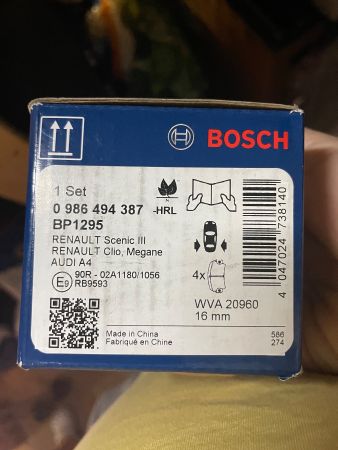 BOSCH
1 Set
0 986 494 387
-HRL
BP1295
RENAULT Scenic III
RENAULT Clio, Megane
AUDI A4
E9 90R - 02A1180/1056
RB9593
4x
WVA 20960
16 mm
4 047024 738140
Made in China
Fabriqué en Chine
586
274